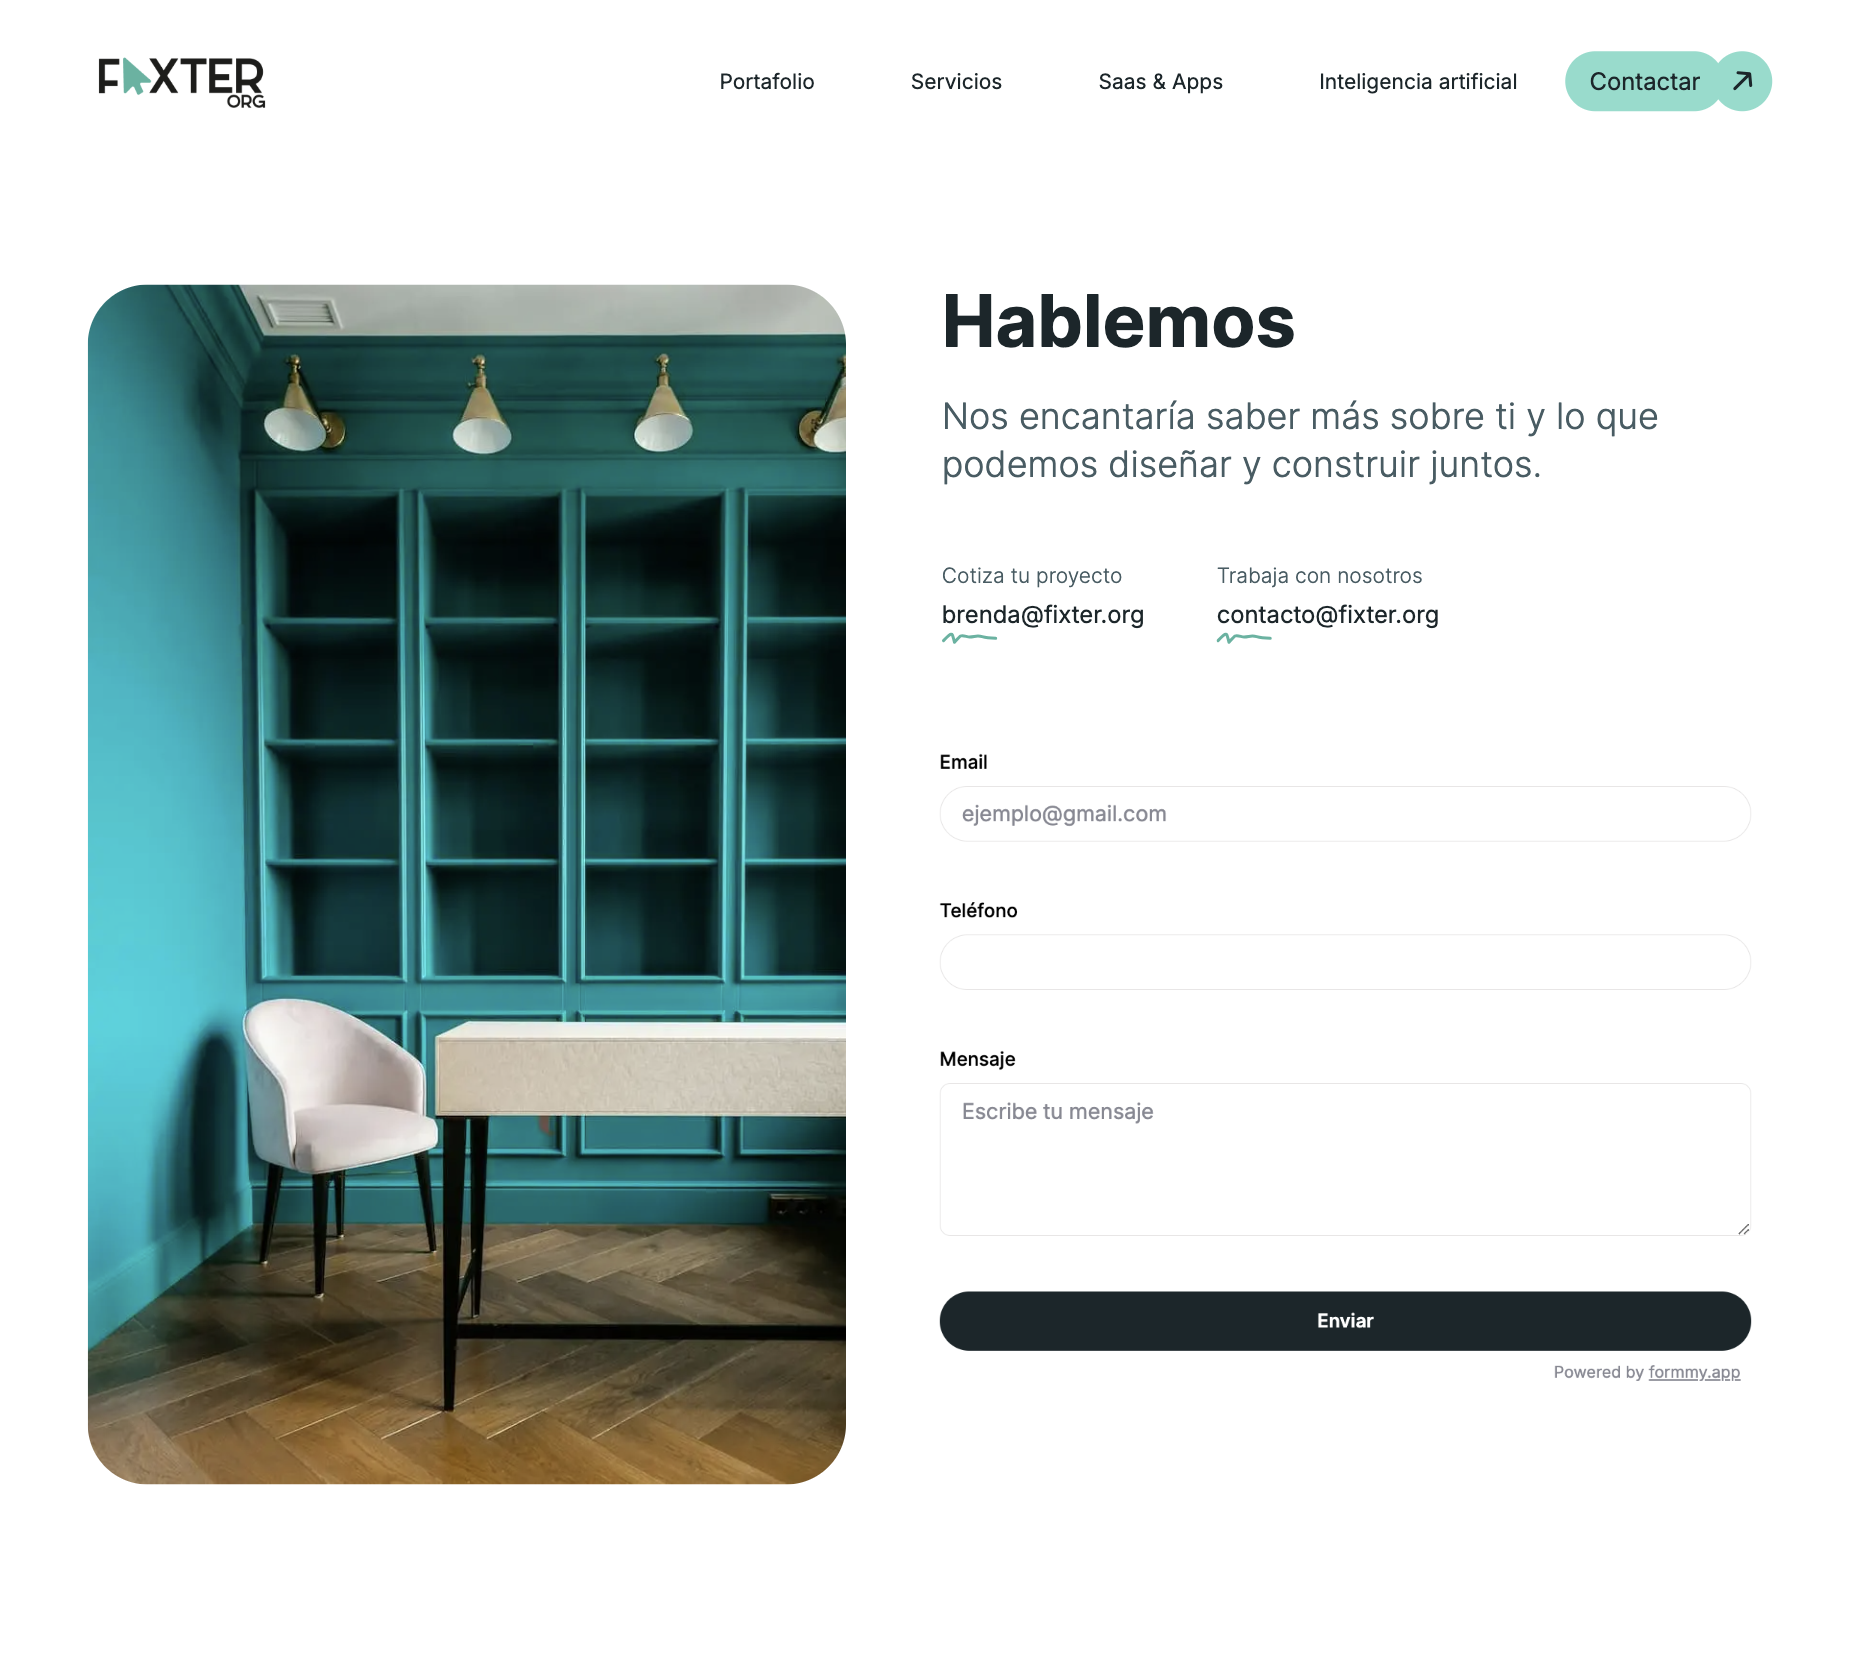 FIXTER
ORG
Portafolio
Servicios
Saas & Apps
Inteligencia artificial
Contactar
Hablemos
Nos encantaría saber más sobre ti y lo que
podemos diseñar y construir juntos.
Cotiza tu proyecto
brenda@fixter.org
Trabaja con nosotros
contacto@fixter.org
Email
ejemplo@gmail.com
Teléfono
Mensaje
Escribe tu mensaje
Enviar
Powered by formmy.app